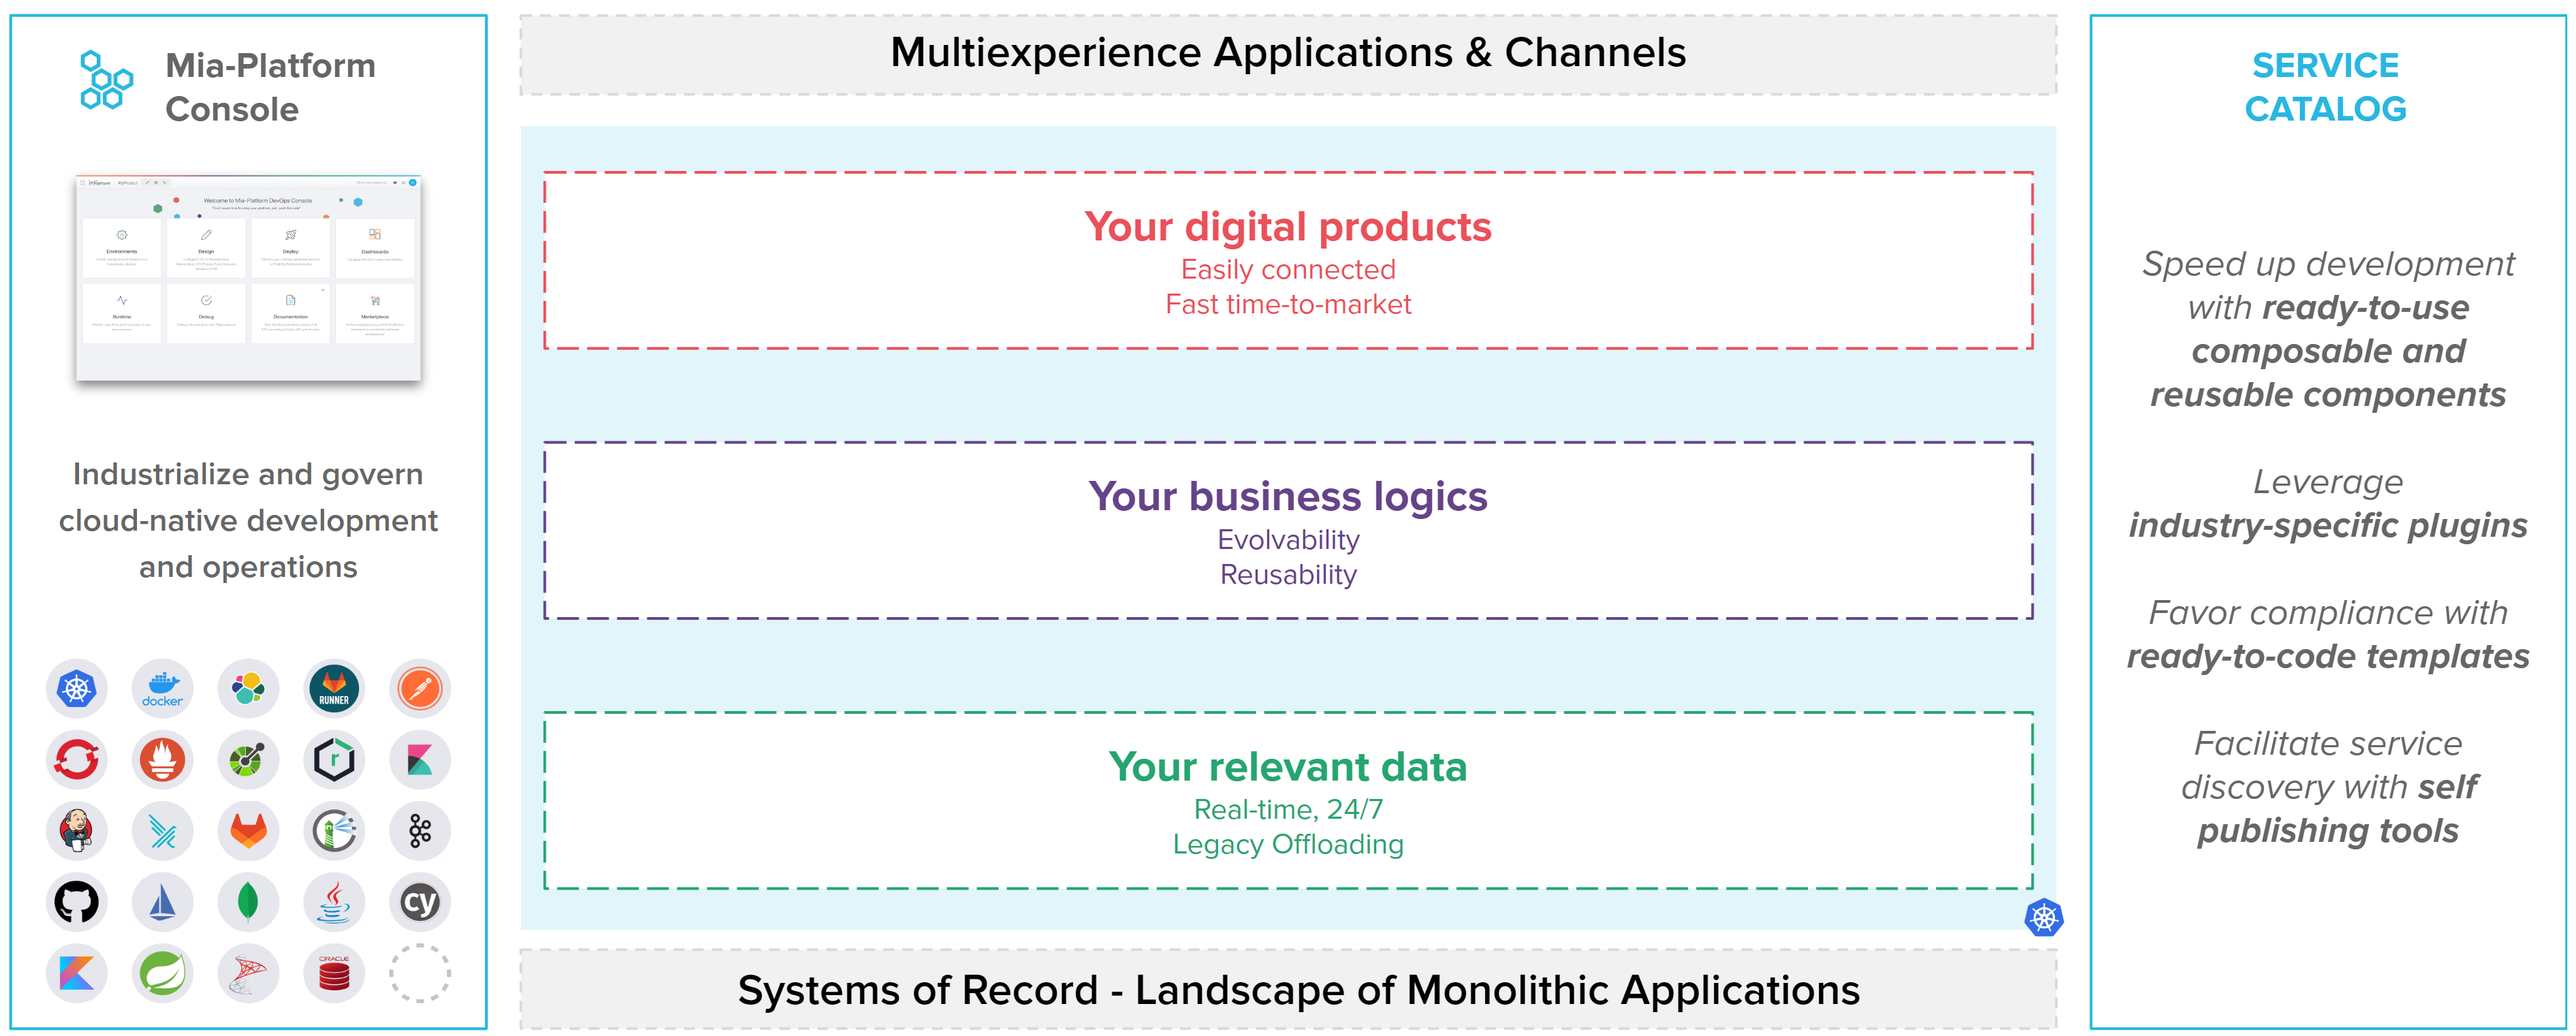 Mia-Platform
Console
Welcome to Mia-Platform DevOps Console
Environments
Design
Deploy
Dashboards
Runtime
Debug
Documentation
Marketplace
Industrialize and govern
cloud-native development
and operations
docker
RUNNER
r
cy
ORACLE
Multiexperience Applications & Channels
Your digital products
Easily connected
Fast time-to-market
Your business logics
Evolvability
Reusability
Your relevant data
Real-time, 24/7
Legacy Offloading
Systems of Record - Landscape of Monolithic Applications
SERVICE
CATALOG
Speed up development
with ready-to-use
composable and
reusable components
Leverage
industry-specific plugins
Favor compliance with
ready-to-code templates
Facilitate service
discovery with self
publishing tools